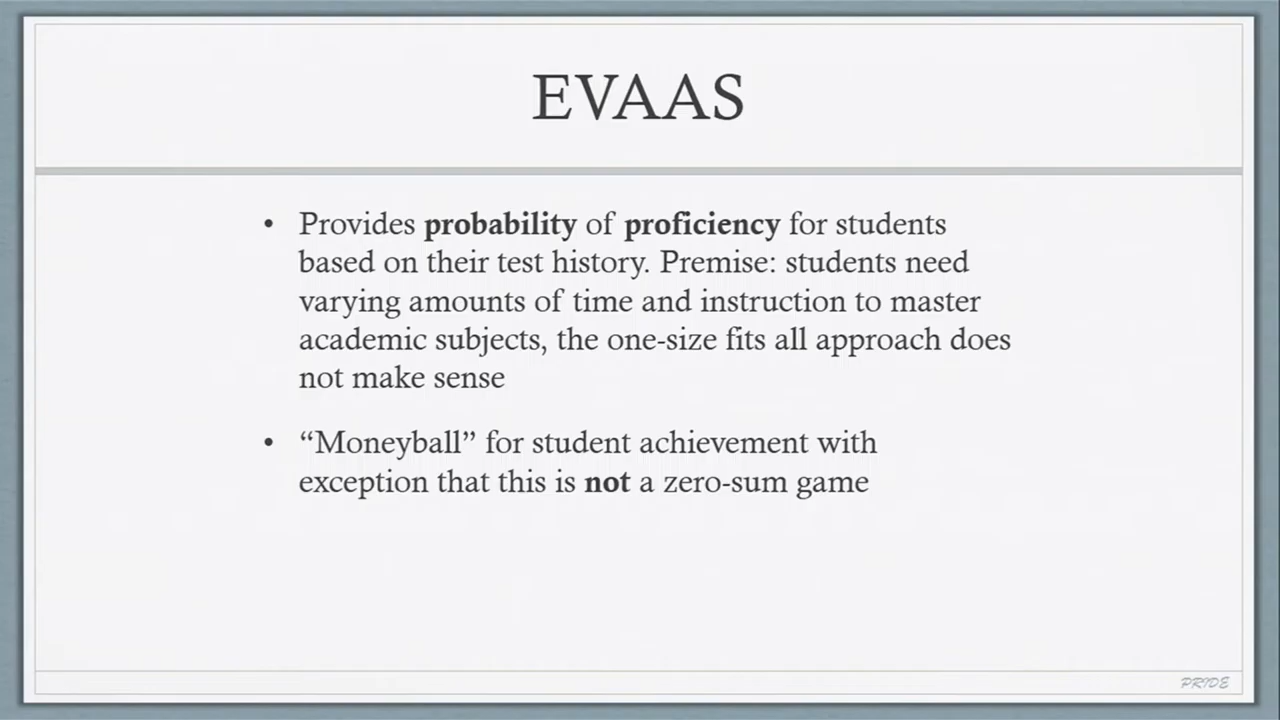 EVAAS
• Provides probability of proficiency for students
based on their test history. Premise: students need
varying amounts of time and instruction to master
academic subjects, the one-size fits all approach does
not make sense
• “Moneyball” for student achievement with
exception that this is not a zero-sum game
PRIDE